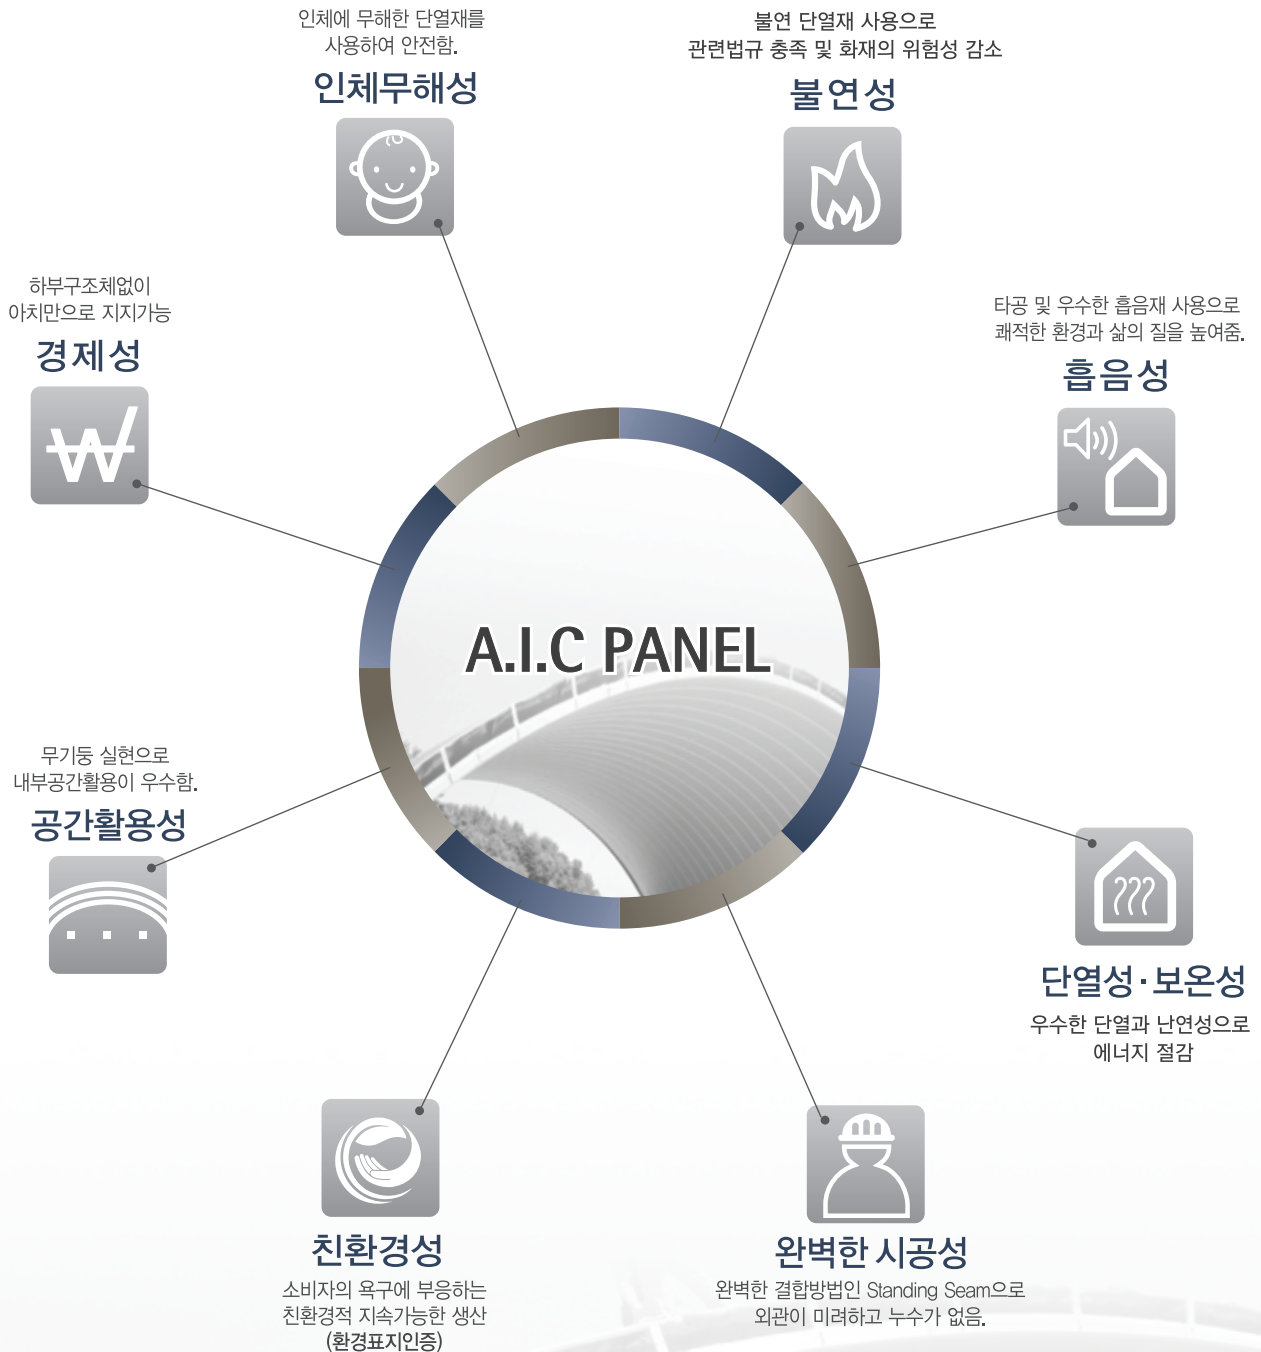 인체에 무해한 단열재를
사용하여 안전함.
인체무해성
불연 단열재 사용으로
관련법규 충족 및 화재의 위험성 감소
불연성
하부구조체없이
아치만으로 지지가능
경제성
타공 및 우수한 흡음재 사용으로
쾌적한 환경과 삶의 질을 높여줌.
흡음성
A.I.C PANEL
무기둥 실현으로
내부공간활용이 우수함.
공간활용성
단열성·보온성
우수한 단열과 난연성으로
에너지 절감
친환경성
소비자의 욕구에 부응하는
친환경적 지속가능한 생산
(환경표지인증)
완벽한 시공성
완벽한 결합방법인 Standing Seam으로
외관이 미려하고 누수가 없음.